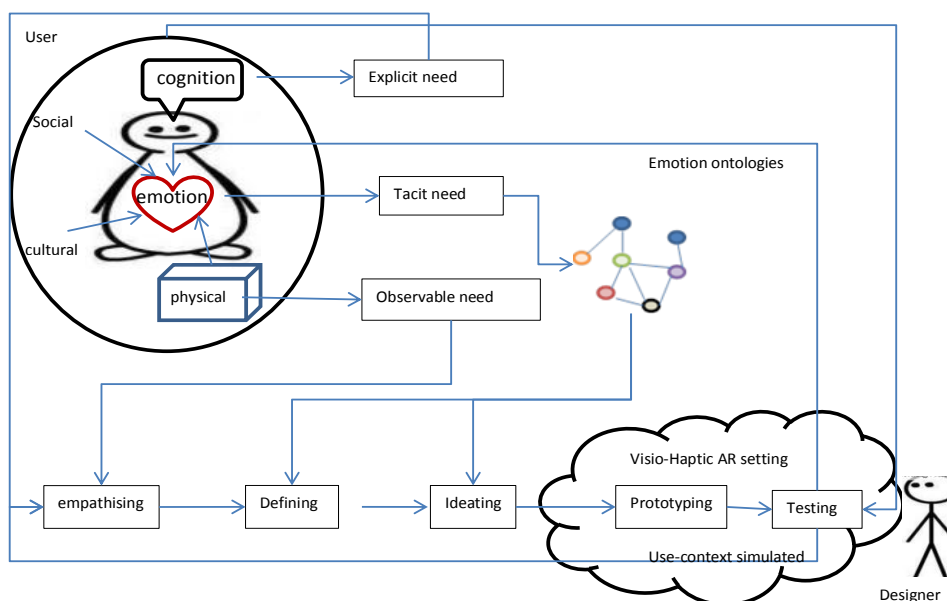 User
cognition
Explicit need
Social
Emotion ontologies
emotion
Tacit need
cultural
physical
Observable need
Visio-Haptic AR setting
empathising
Defining
Ideating
Prototyping
Testing
Use-context simulated
Designer